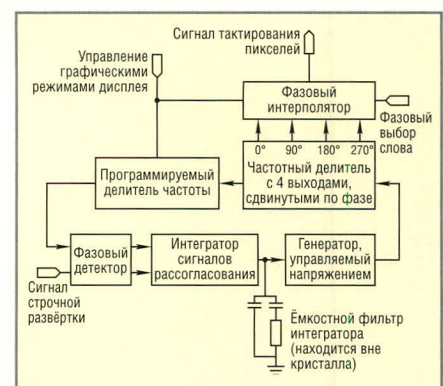 Сигнал тактирования
пикселей
Управление
графическими
режимами дисплея
Фазовый
интерполятор
Фазовый
выбор
слова
0° 90° 180° 270°
Частотный делитель
с 4 выходами,
сдвинутыми по фазе
Программируемый
делитель частоты
Фазовый
детектор
Интегратор
сигналов
рассогласования
Генератор,
управляемый
напряжением
Сигнал
строчной
развёртки
Ёмкостной фильтр
интегратора
(находится вне
кристалла)